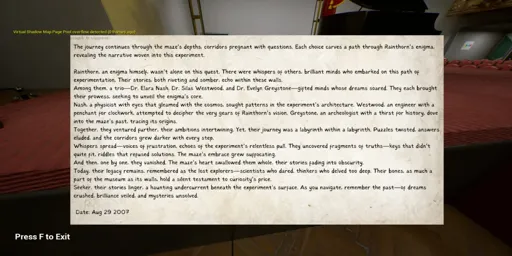 Virtual Shadow Map Page Pool overflow detected
The journey continues through the maze's depths, corridors pregnant with questions. Each choice carves a path through Rainthorn's enigma,
revealing the narrative woven into this experiment.
Rainthorn, an enigma himself, wasn't alone on this quest. There were whispers of others, brilliant minds who embarked on this path of
experimentation. Their stories, both riveting and somber, echo within these walls.
Among them, a trio—Dr. Elara Nash, Dr. Silas Westwood, and Dr. Evelyn Greystone—gifted minds whose dreams soared. They each brought
their prowess, seeking to unveil the enigma's core.
Nash, a physicist with eyes that gleamed with the cosmos, sought patterns in the experiment's architecture. Westwood, an engineer with a
penchant for clockwork, attempted to decipher the very gears of Rainthorn's vision. Greystone, an archeologist with a thirst for history, dove
into the maze's past, tracing its origins.
Together, they ventured further, their ambitions intertwining. Yet, their journey was a labyrinth within a labyrinth. Puzzles twisted, answers
eluded, and the corridors grew darker with every step.
Whispers spread—voices of frustration, echoes of the experiment's relentless pull. They uncovered fragments of truths—keys that didn't
quite fit, riddles that repulsed solutions. The maze's embrace grew suffocating.
And then, one by one, they vanished. The maze's heart swallowed them whole, their stories fading into obscurity.
Today, their legacy remains, remembered as the lost explorers—scientists who dared, thinkers who delved too deep. Their bones, as much a
part of the museum as its walls, hold a silent testament to curiosity's price.
Seeker, their stories linger, a haunting undercurrent beneath the experiment's surface. As you navigate, remember the past—of dreams
crushed, brilliance veiled, and mysteries unsolved.
Date: Aug 29 2007
Press F to Exit